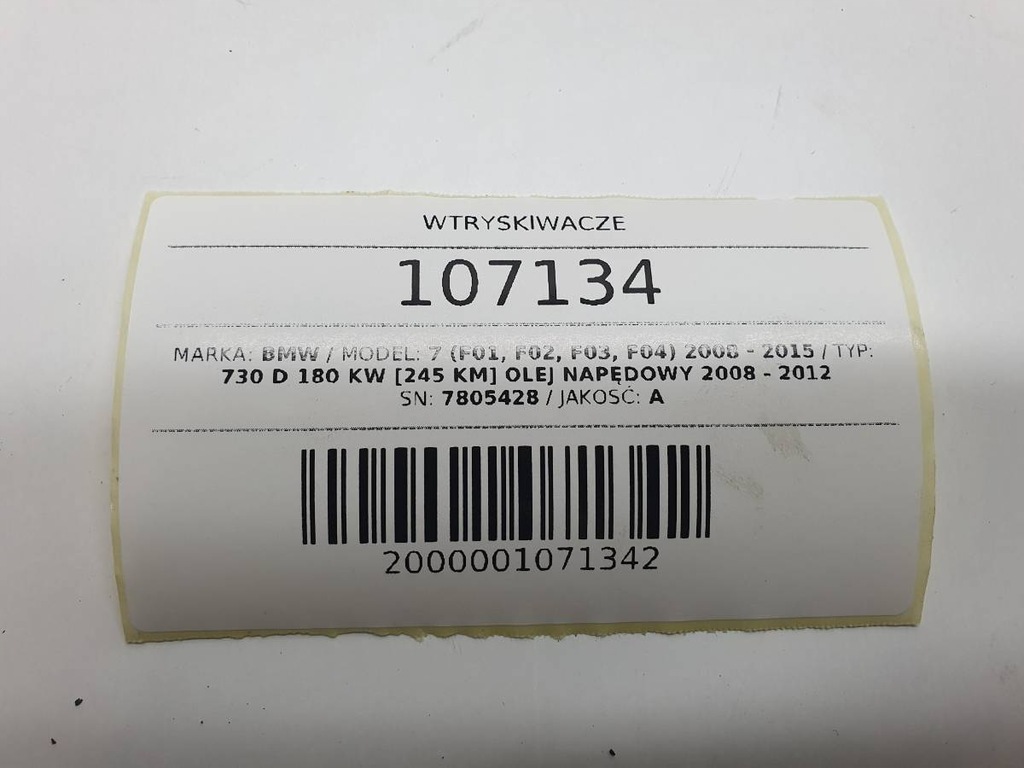 WTRYSKIWACZE
107134
MARKA: BMW / MODEL: 7 (F01, F02, F03, F04) 2008 - 2015 / TYP:
730 D 180 KW [245 KM] OLEJ NAPĘDOWY 2008 - 2012
SN: 7805428 / JAKOŚĆ: A
2000001071342